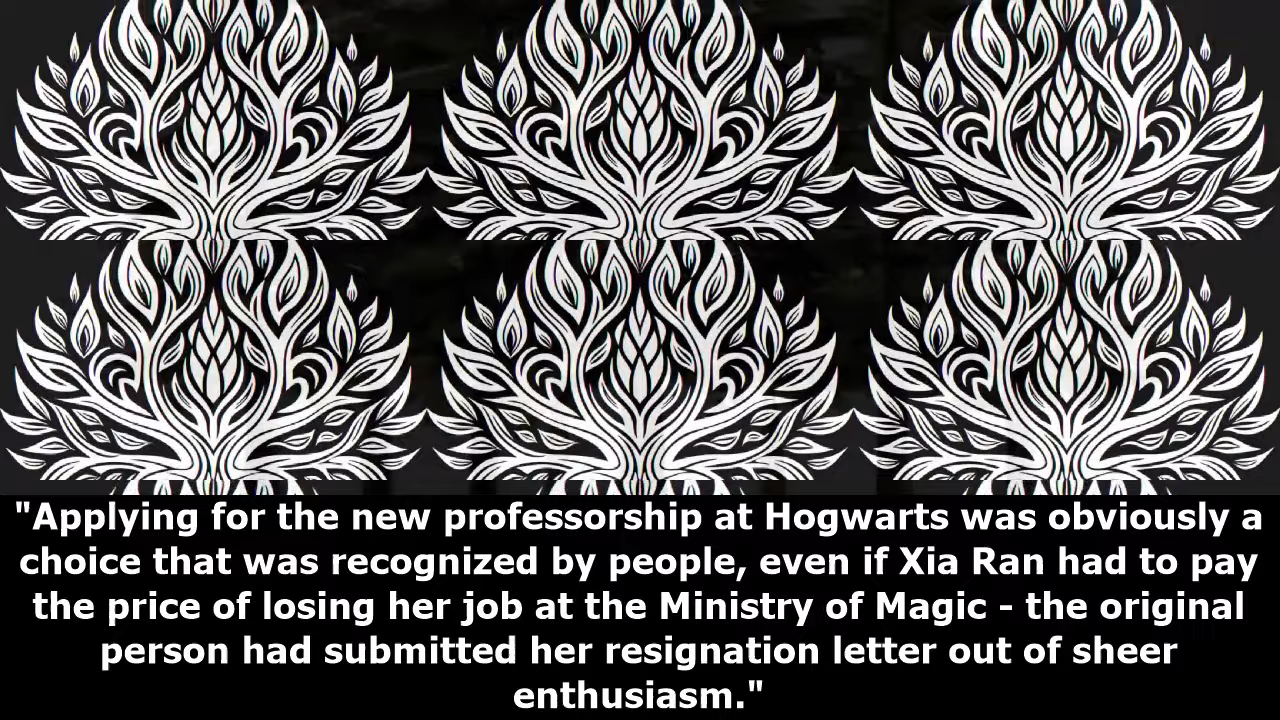 "Applying for the new professorship at Hogwarts was obviously a
choice that was recognized by people, even if Xia Ran had to pay
the price of losing her job at the Ministry of Magic - the original
person had submitted her resignation letter out of sheer
enthusiasm."